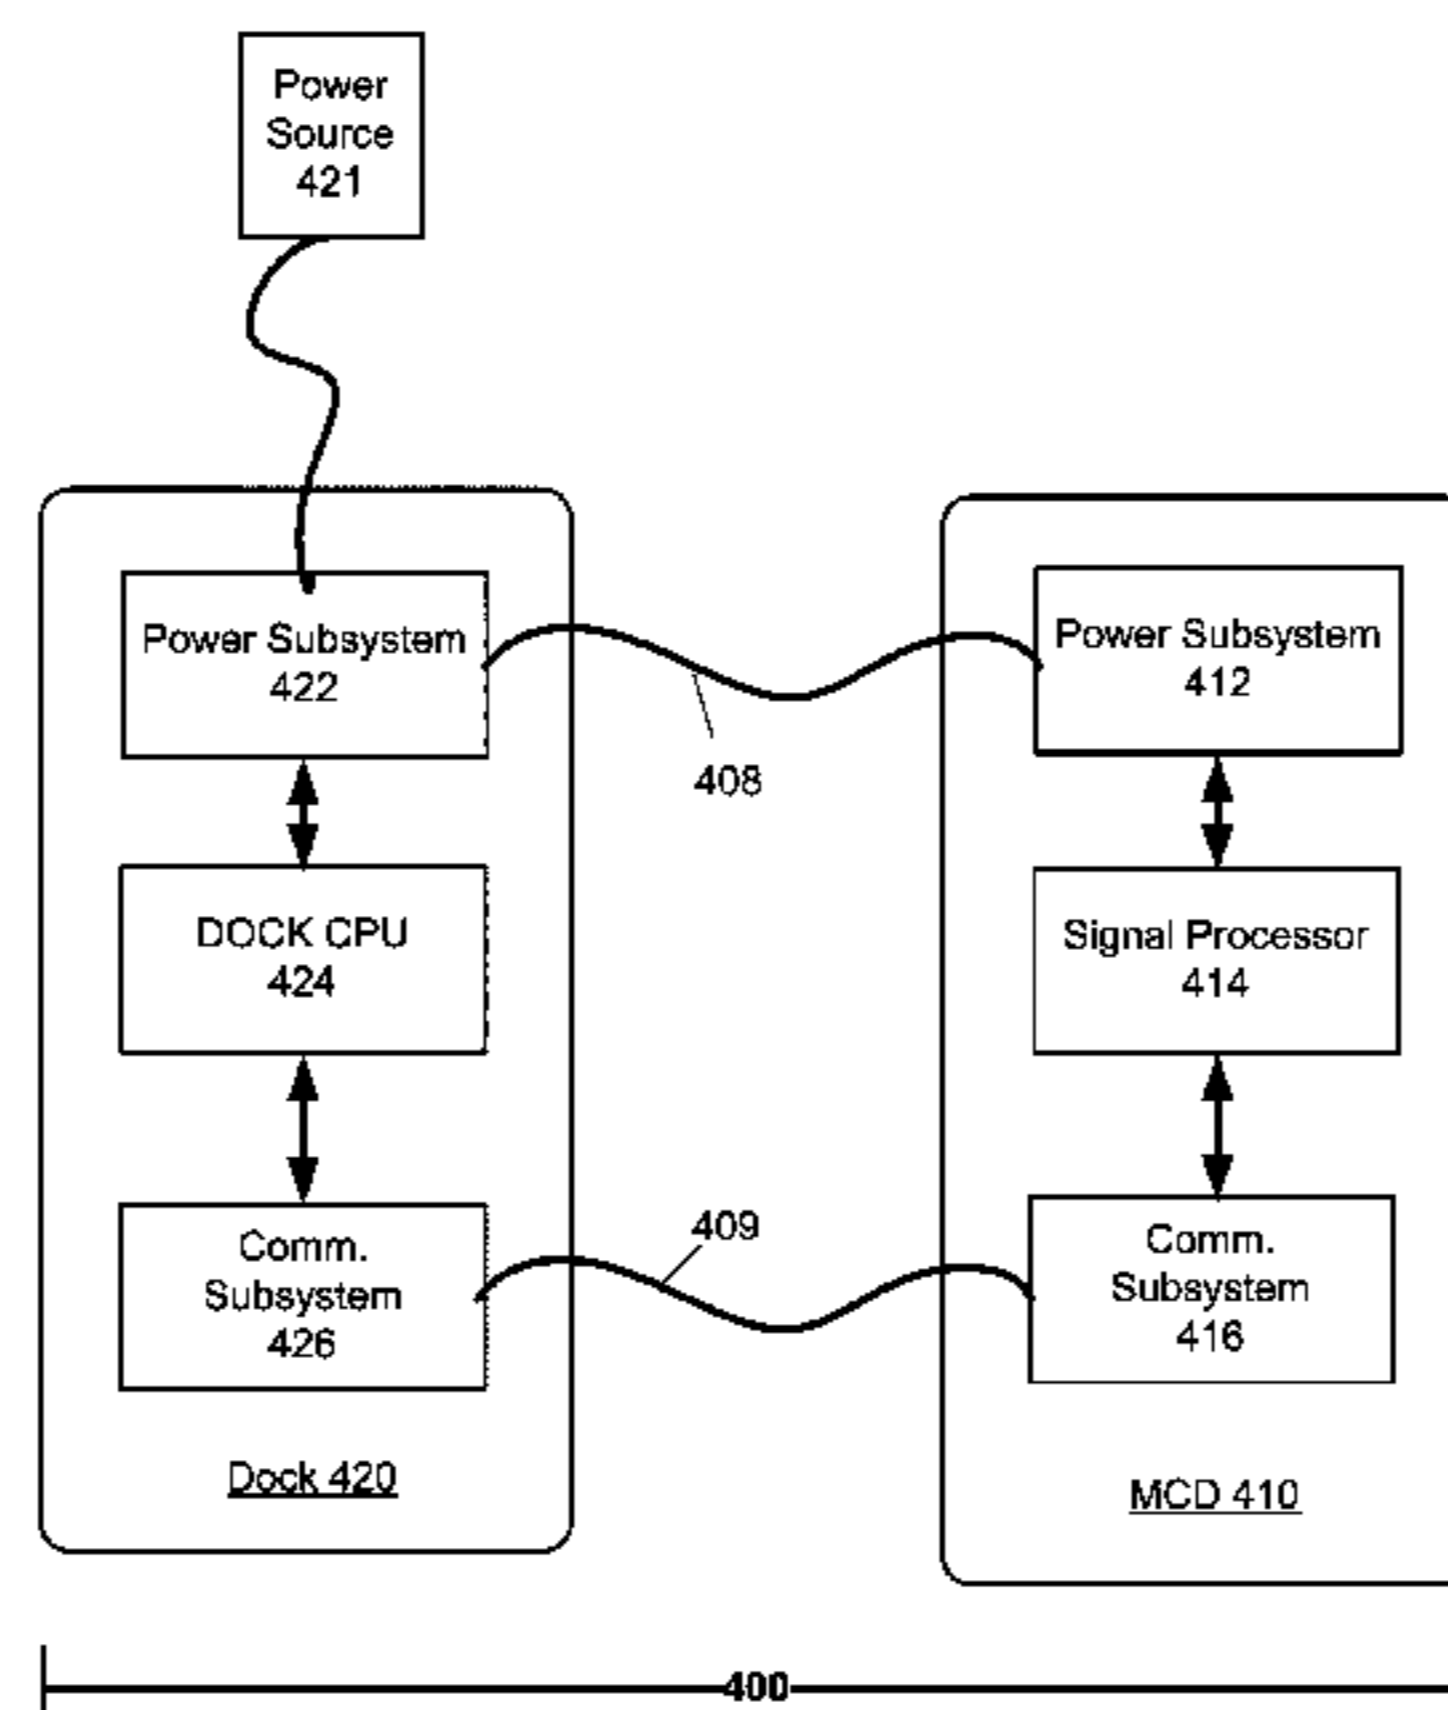 Power
Source
421
Power Subsystem
422
Power Subsystem
412
408
DOCK CPU
424
Signal Processor
414
409
Comm.
Subsystem
426
Comm.
Subsystem
416
Dock 420
MCD 410
400